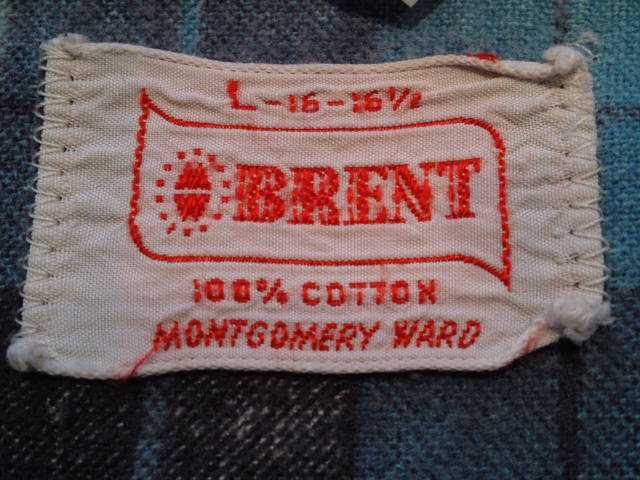 L-16-16½
BRENT
100% COTTON
MONTGOMERY WARD